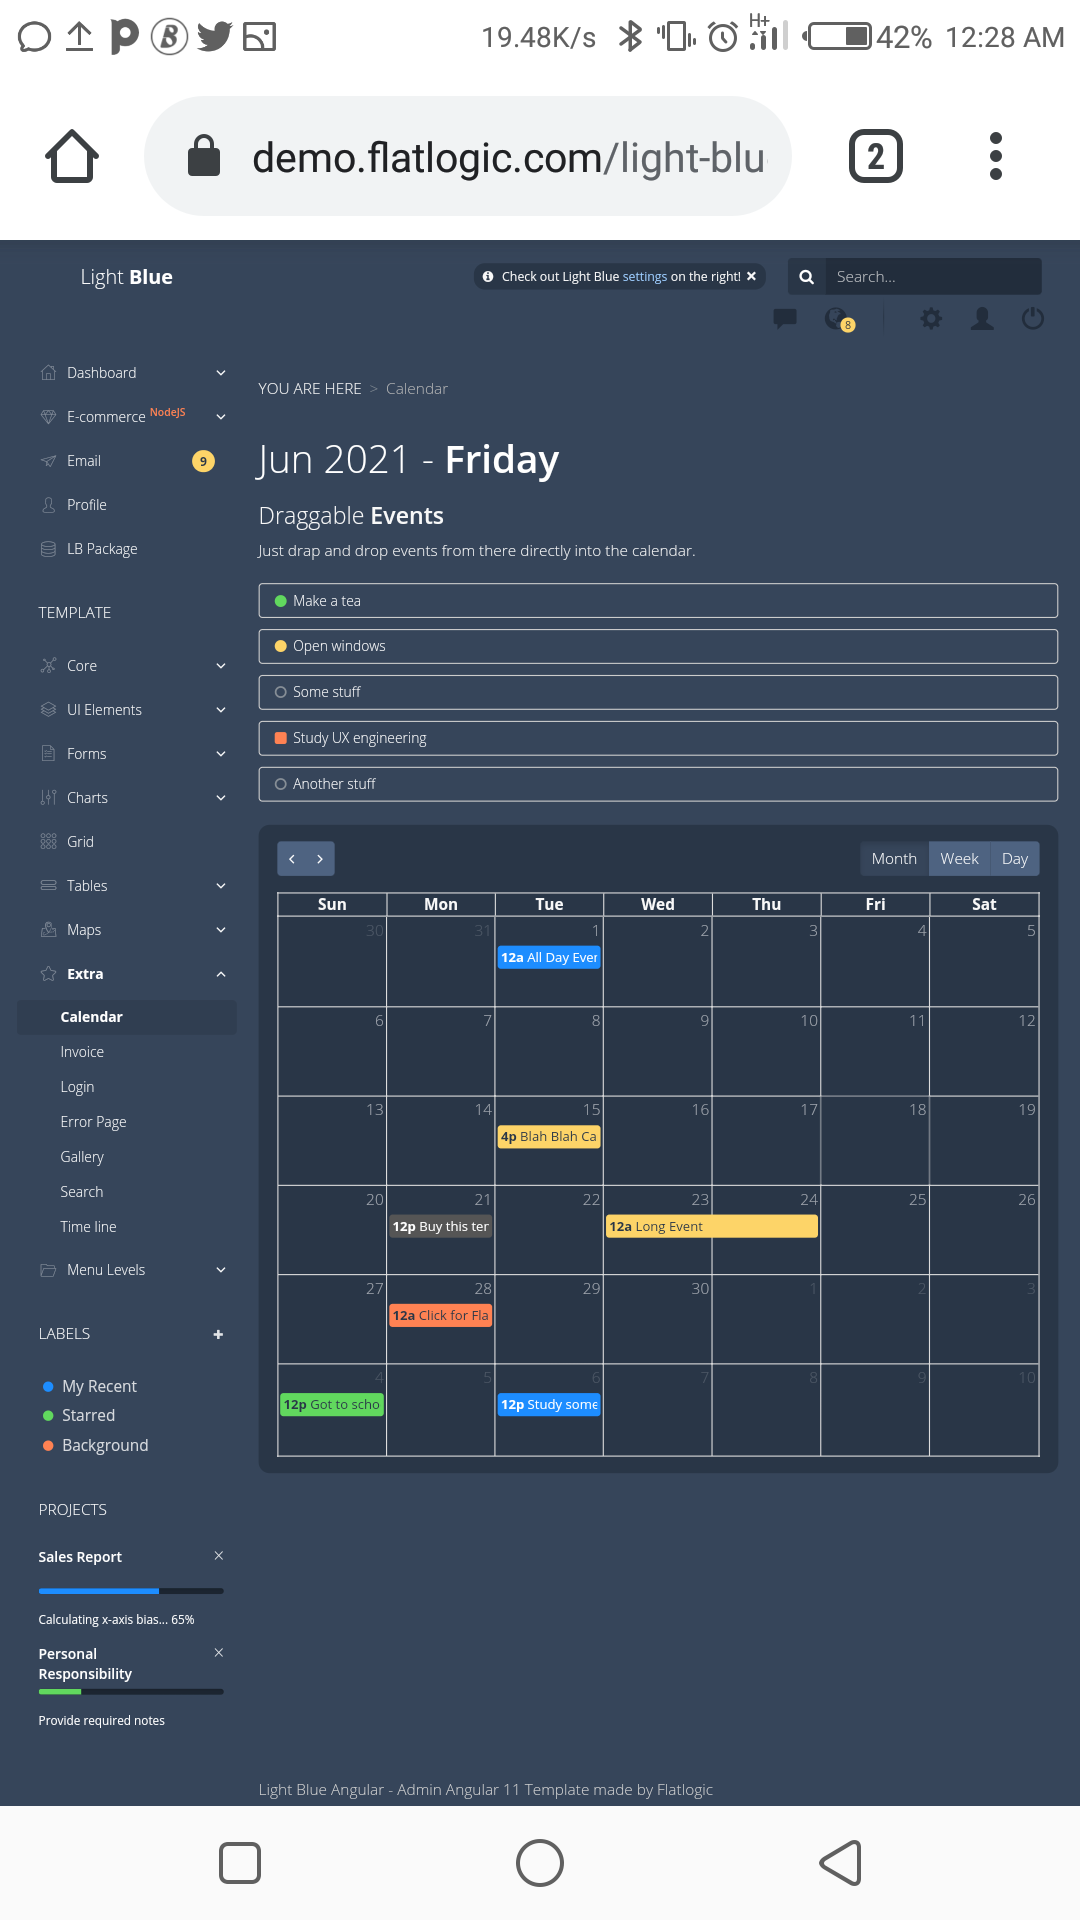 19.48K/s H+ 42% 12:28 AM
demo.flatlogic.com/light-blu
2
Light Blue
Check out Light Blue settings on the right! ×
Search...
8
Dashboard
E-commerce NodeJS
Email 9
Profile
LB Package
TEMPLATE
Core
UI Elements
Forms
Charts
Grid
Tables
Maps
Extra
Calendar
Invoice
Login
Error Page
Gallery
Search
Time line
Menu Levels
LABELS +
My Recent
Starred
Background
PROJECTS
Sales Report ×
Calculating x-axis bias... 65%
Personal ×
Responsibility
Provide required notes
YOU ARE HERE > Calendar
Jun 2021 - Friday
Draggable Events
Just drap and drop events from there directly into the calendar.
Make a tea
Open windows
Some stuff
Study UX engineering
Another stuff
< > Month Week Day
Sun Mon Tue Wed Thu Fri Sat
30 31 1 2 3 4 5
12a All Day Ever
6 7 8 9 10 11 12
13 14 15 16 17 18 19
4p Blah Blah Ca
20 21 22 23 24 25 26
12p Buy this ter 12a Long Event
27 28 29 30 1 2 3
12a Click for Fla
4 5 6 7 8 9 10
12p Got to scho 12p Study some
Light Blue Angular - Admin Angular 11 Template made by Flatlogic